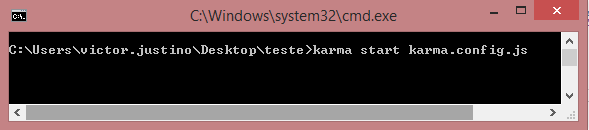 C:\Windows\system32\cmd.exe
C:\Users\victor.justino\Desktop\teste>karma start karma.config.js